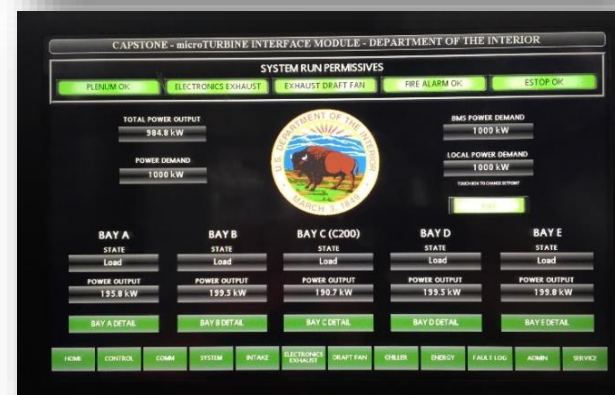 CAPSTONE - microTURBINE INTERFACE MODULE - DEPARTMENT OF THE INTERIOR
SYSTEM RUN PERMISSIVES
PLENUM OK ELECTRONICS EXHAUST EXHAUST DRAFT FAN FIRE ALARM OK ESTOP OK
TOTAL POWER OUTPUT
984.8 kW
POWER DEMAND
1000 kW
U.S. DEPARTMENT OF THE INTERIOR
MARCH 3, 1849
BMS POWER DEMAND
1000 kW
LOCAL POWER DEMAND
1000 kW
BAY A BAY B BAY C (C200) BAY D BAY E
STATE STATE STATE STATE STATE
Load Load Load Load Load
POWER OUTPUT POWER OUTPUT POWER OUTPUT POWER OUTPUT POWER OUTPUT
195.8 kW 199.5 kW 190.7 kW 199.5 kW 199.8 kW
BAY A DETAIL BAY B DETAIL BAY C DETAIL BAY D DETAIL BAY E DETAIL
HOME CONTROL COMM SYSTEM INTAKE ELECTRONICS EXHAUST DRAFT FAN CHILLER ENERGY FAULT LOG ADMIN SERVICE